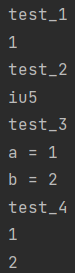 test_1
1
test_2
iu5
test_3
a = 1
b = 2
test_4
1
2